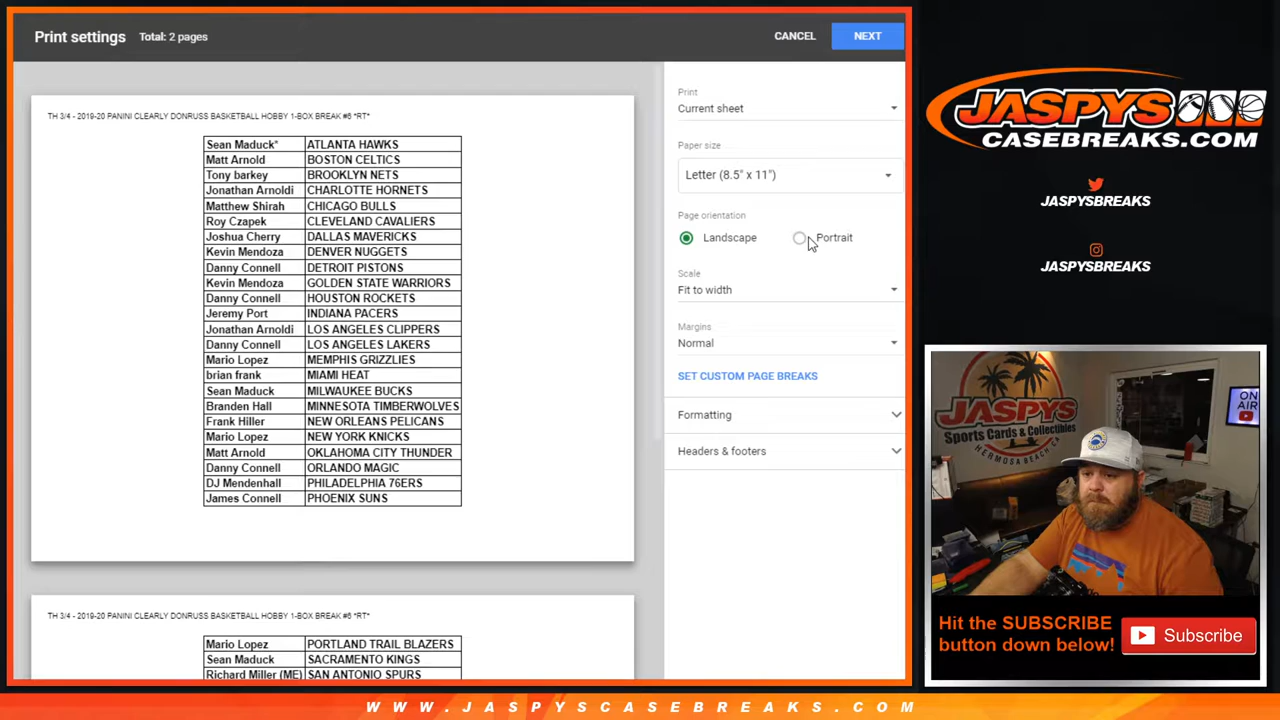 Print settings Total: 2 pages
CANCEL NEXT
TH 3/4 - 2019-20 PANINI CLEARLY DONRUSS BASKETBALL HOBBY 1-BOX BREAK #6 *RT*
Sean Maduck* ATLANTA HAWKS
Matt Arnold BOSTON CELTICS
Tony barkey BROOKLYN NETS
Jonathan Arnoldi CHARLOTTE HORNETS
Matthew Shirah CHICAGO BULLS
Roy Czapek CLEVELAND CAVALIERS
Joshua Cherry DALLAS MAVERICKS
Kevin Mendoza DENVER NUGGETS
Danny Connell DETROIT PISTONS
Kevin Mendoza GOLDEN STATE WARRIORS
Danny Connell HOUSTON ROCKETS
Jeremy Port INDIANA PACERS
Jonathan Arnoldi LOS ANGELES CLIPPERS
Danny Connell LOS ANGELES LAKERS
Mario Lopez MEMPHIS GRIZZLIES
brian frank MIAMI HEAT
Sean Maduck MILWAUKEE BUCKS
Branden Hall MINNESOTA TIMBERWOLVES
Frank Hiller NEW ORLEANS PELICANS
Mario Lopez NEW YORK KNICKS
Matt Arnold OKLAHOMA CITY THUNDER
Danny Connell ORLANDO MAGIC
DJ Mendenhall PHILADELPHIA 76ERS
James Connell PHOENIX SUNS
TH 3/4 - 2019-20 PANINI CLEARLY DONRUSS BASKETBALL HOBBY 1-BOX BREAK #6 *RT*
Mario Lopez PORTLAND TRAIL BLAZERS
Sean Maduck SACRAMENTO KINGS
Richard Miller (ME) SAN ANTONIO SPURS
Print
Current sheet
Paper size
Letter (8.5" x 11")
Page orientation
Landscape Portrait
Scale
Fit to width
Margins
Normal
SET CUSTOM PAGE BREAKS
Formatting
Headers & footers
JASPYS
CASEBREAKS.COM
JASPYSBREAKS
JASPYSBREAKS
JASPYS
Sports Cards & Collectibles
HERMOSA BEACH, CA
ON
AIR
Hit the SUBSCRIBE
button down below!
Subscribe
WWW.JASPYSCASEBREAKS.COM